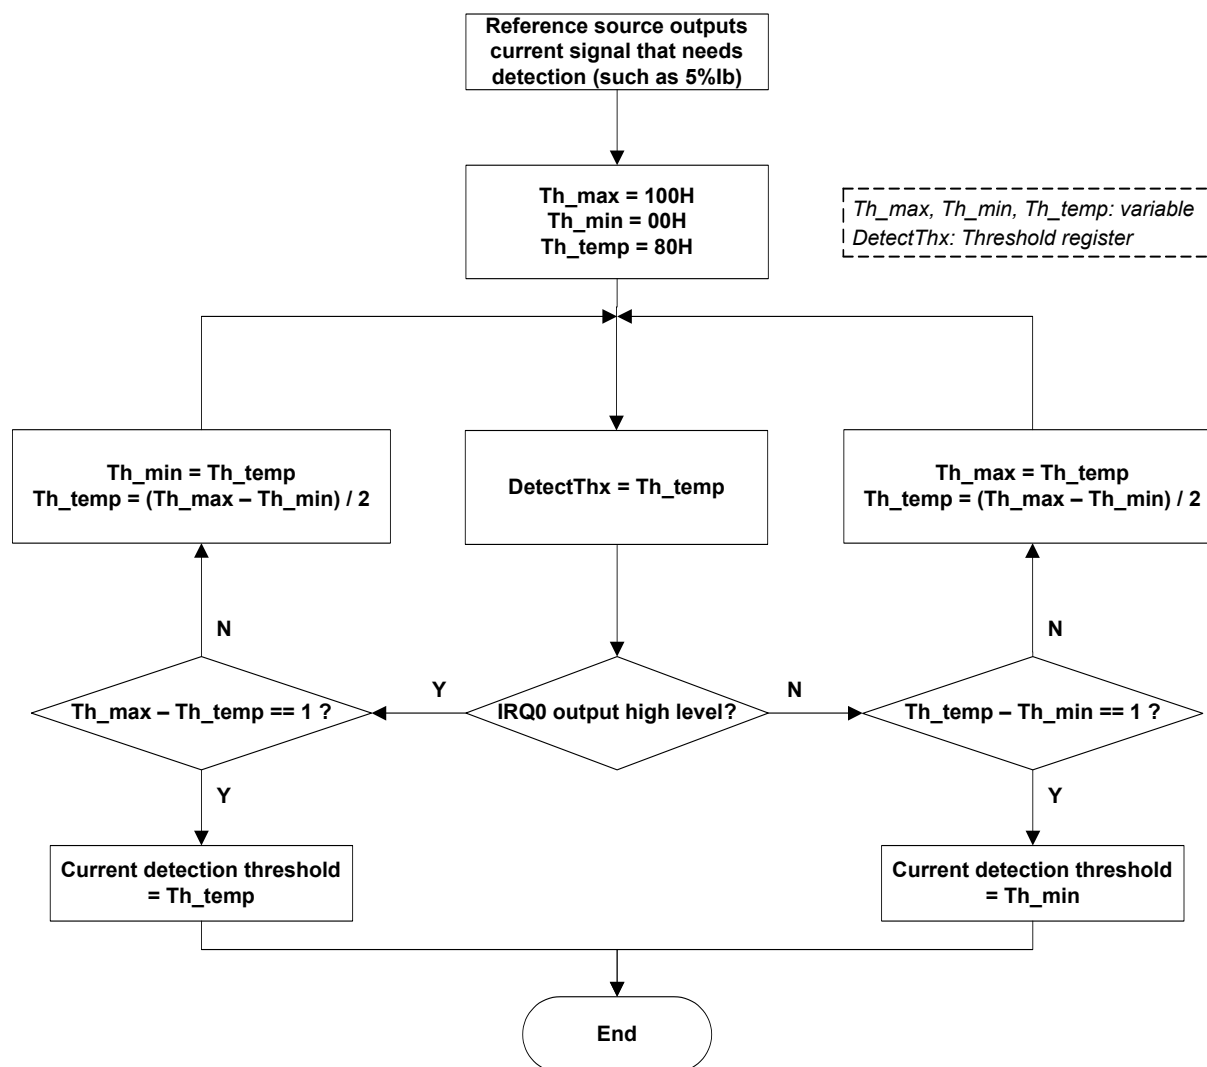 Reference source outputs
current signal that needs
detection (such as 5%Ib)
Th_max = 100H
Th_min = 00H
Th_temp = 80H
Th_max, Th_min, Th_temp: variable
DetectThx: Threshold register
Th_min = Th_temp
Th_temp = (Th_max – Th_min) / 2
DetectThx = Th_temp
Th_max = Th_temp
Th_temp = (Th_max – Th_min) / 2
N
N
Th_max – Th_temp == 1 ?
Y
IRQ0 output high level?
N
Th_temp – Th_min == 1 ?
Y
Y
Current detection threshold
= Th_temp
Current detection threshold
= Th_min
End